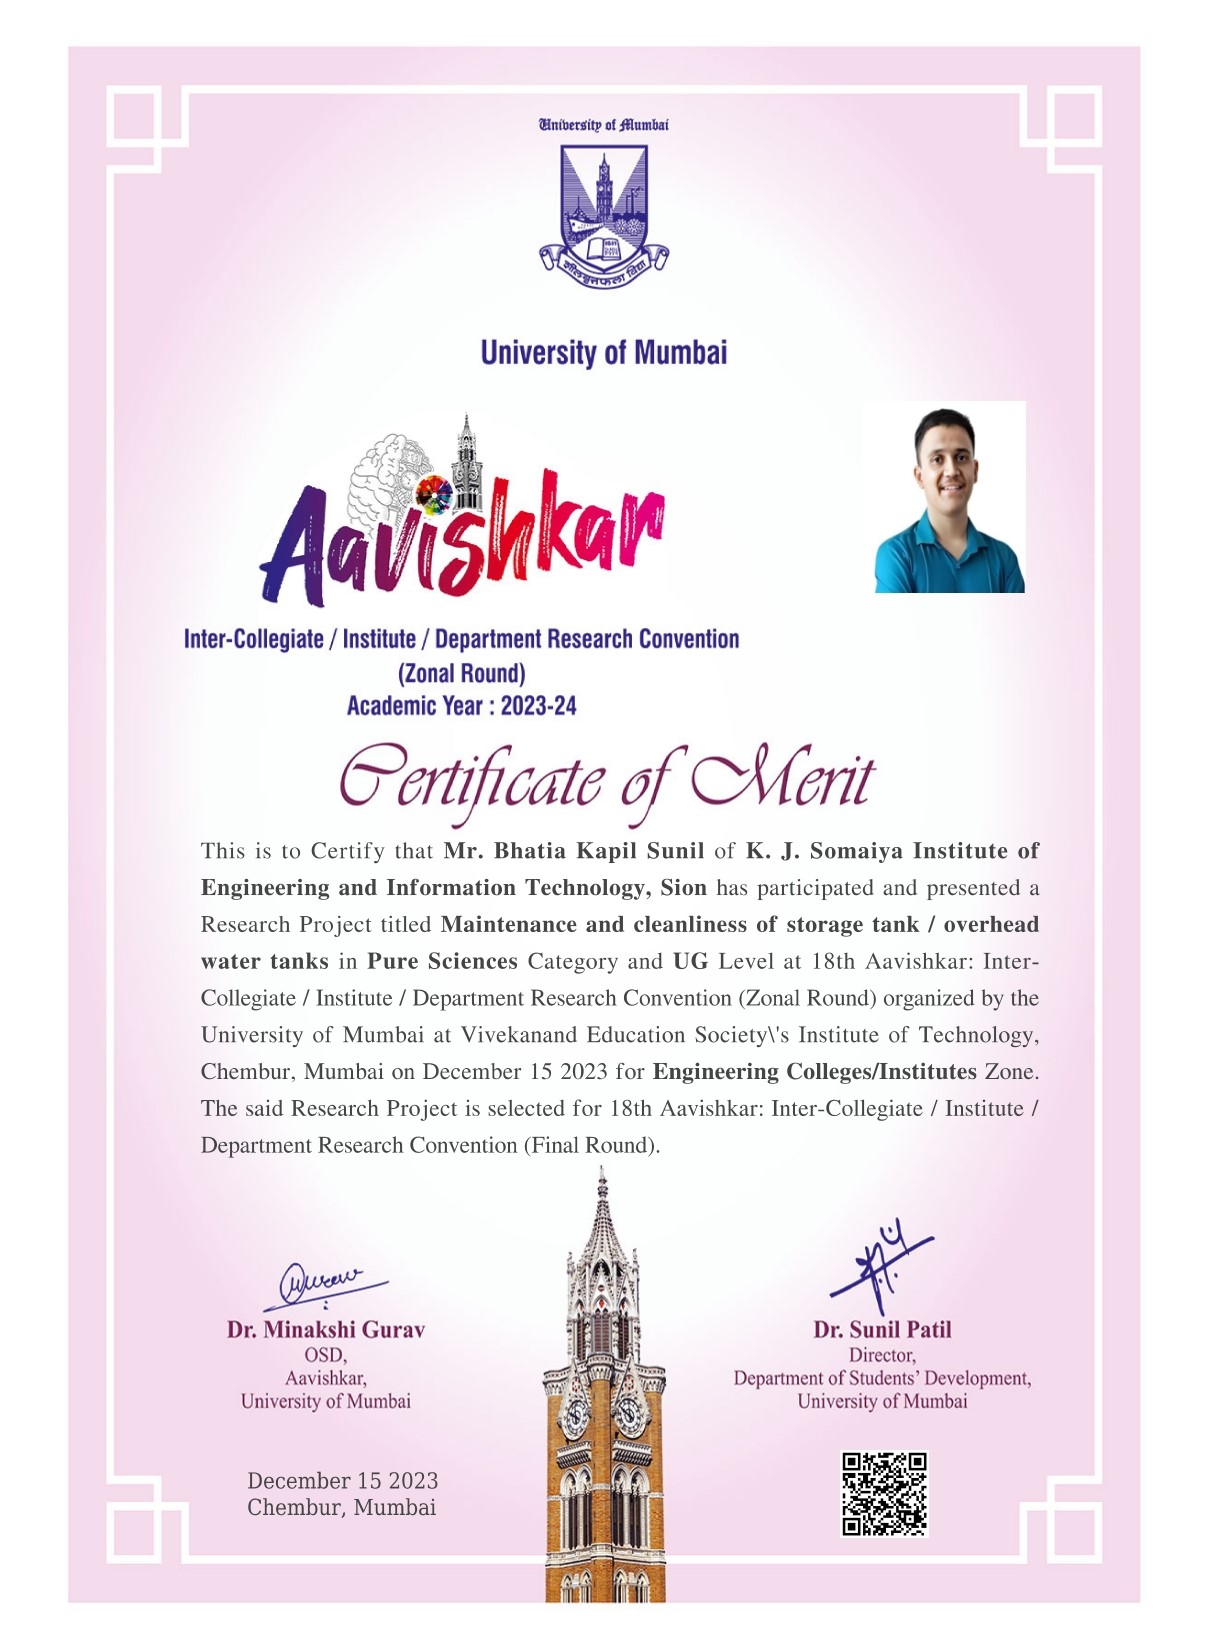 University of Mumbai
शीलवृतफला विद्या
University of Mumbai
Aavishkar
Inter-Collegiate / Institute / Department Research Convention
(Zonal Round)
Academic Year : 2023-24
Certificate of Merit
This is to Certify that Mr. Bhatia Kapil Sunil of K. J. Somaiya Institute of
Engineering and Information Technology, Sion has participated and presented a
Research Project titled Maintenance and cleanliness of storage tank / overhead
water tanks in Pure Sciences Category and UG Level at 18th Aavishkar: Inter-
Collegiate / Institute / Department Research Convention (Zonal Round) organized by the
University of Mumbai at Vivekanand Education Society\'s Institute of Technology,
Chembur, Mumbai on December 15 2023 for Engineering Colleges/Institutes Zone.
The said Research Project is selected for 18th Aavishkar: Inter-Collegiate / Institute /
Department Research Convention (Final Round).
Dr. Minakshi Gurav
OSD,
Aavishkar,
University of Mumbai
Dr. Sunil Patil
Director,
Department of Students’ Development,
University of Mumbai
December 15 2023
Chembur, Mumbai